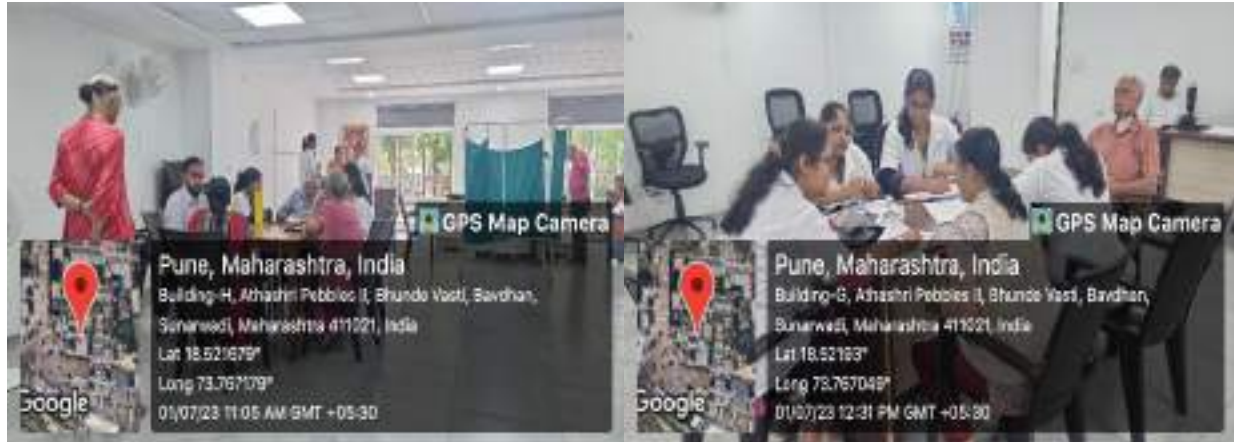 GPS Map Camera
Pune, Maharashtra, India
Building-H, Athashri Pebbles II, Bhunde Vasti, Bavdhan,
Sunarwadi, Maharashtra 411021, India
Lat 18.521679°
Long 73.767179°
01/07/23 11:05 AM GMT +05:30
Google
GPS Map Camera
Pune, Maharashtra, India
Building-G, Athashri Pebbles II, Bhunde Vasti, Bavdhan,
Sunarwadi, Maharashtra 411021, India
Lat 18.52193°
Long 73.767049°
01/07/23 12:31 PM GMT +05:30
Google